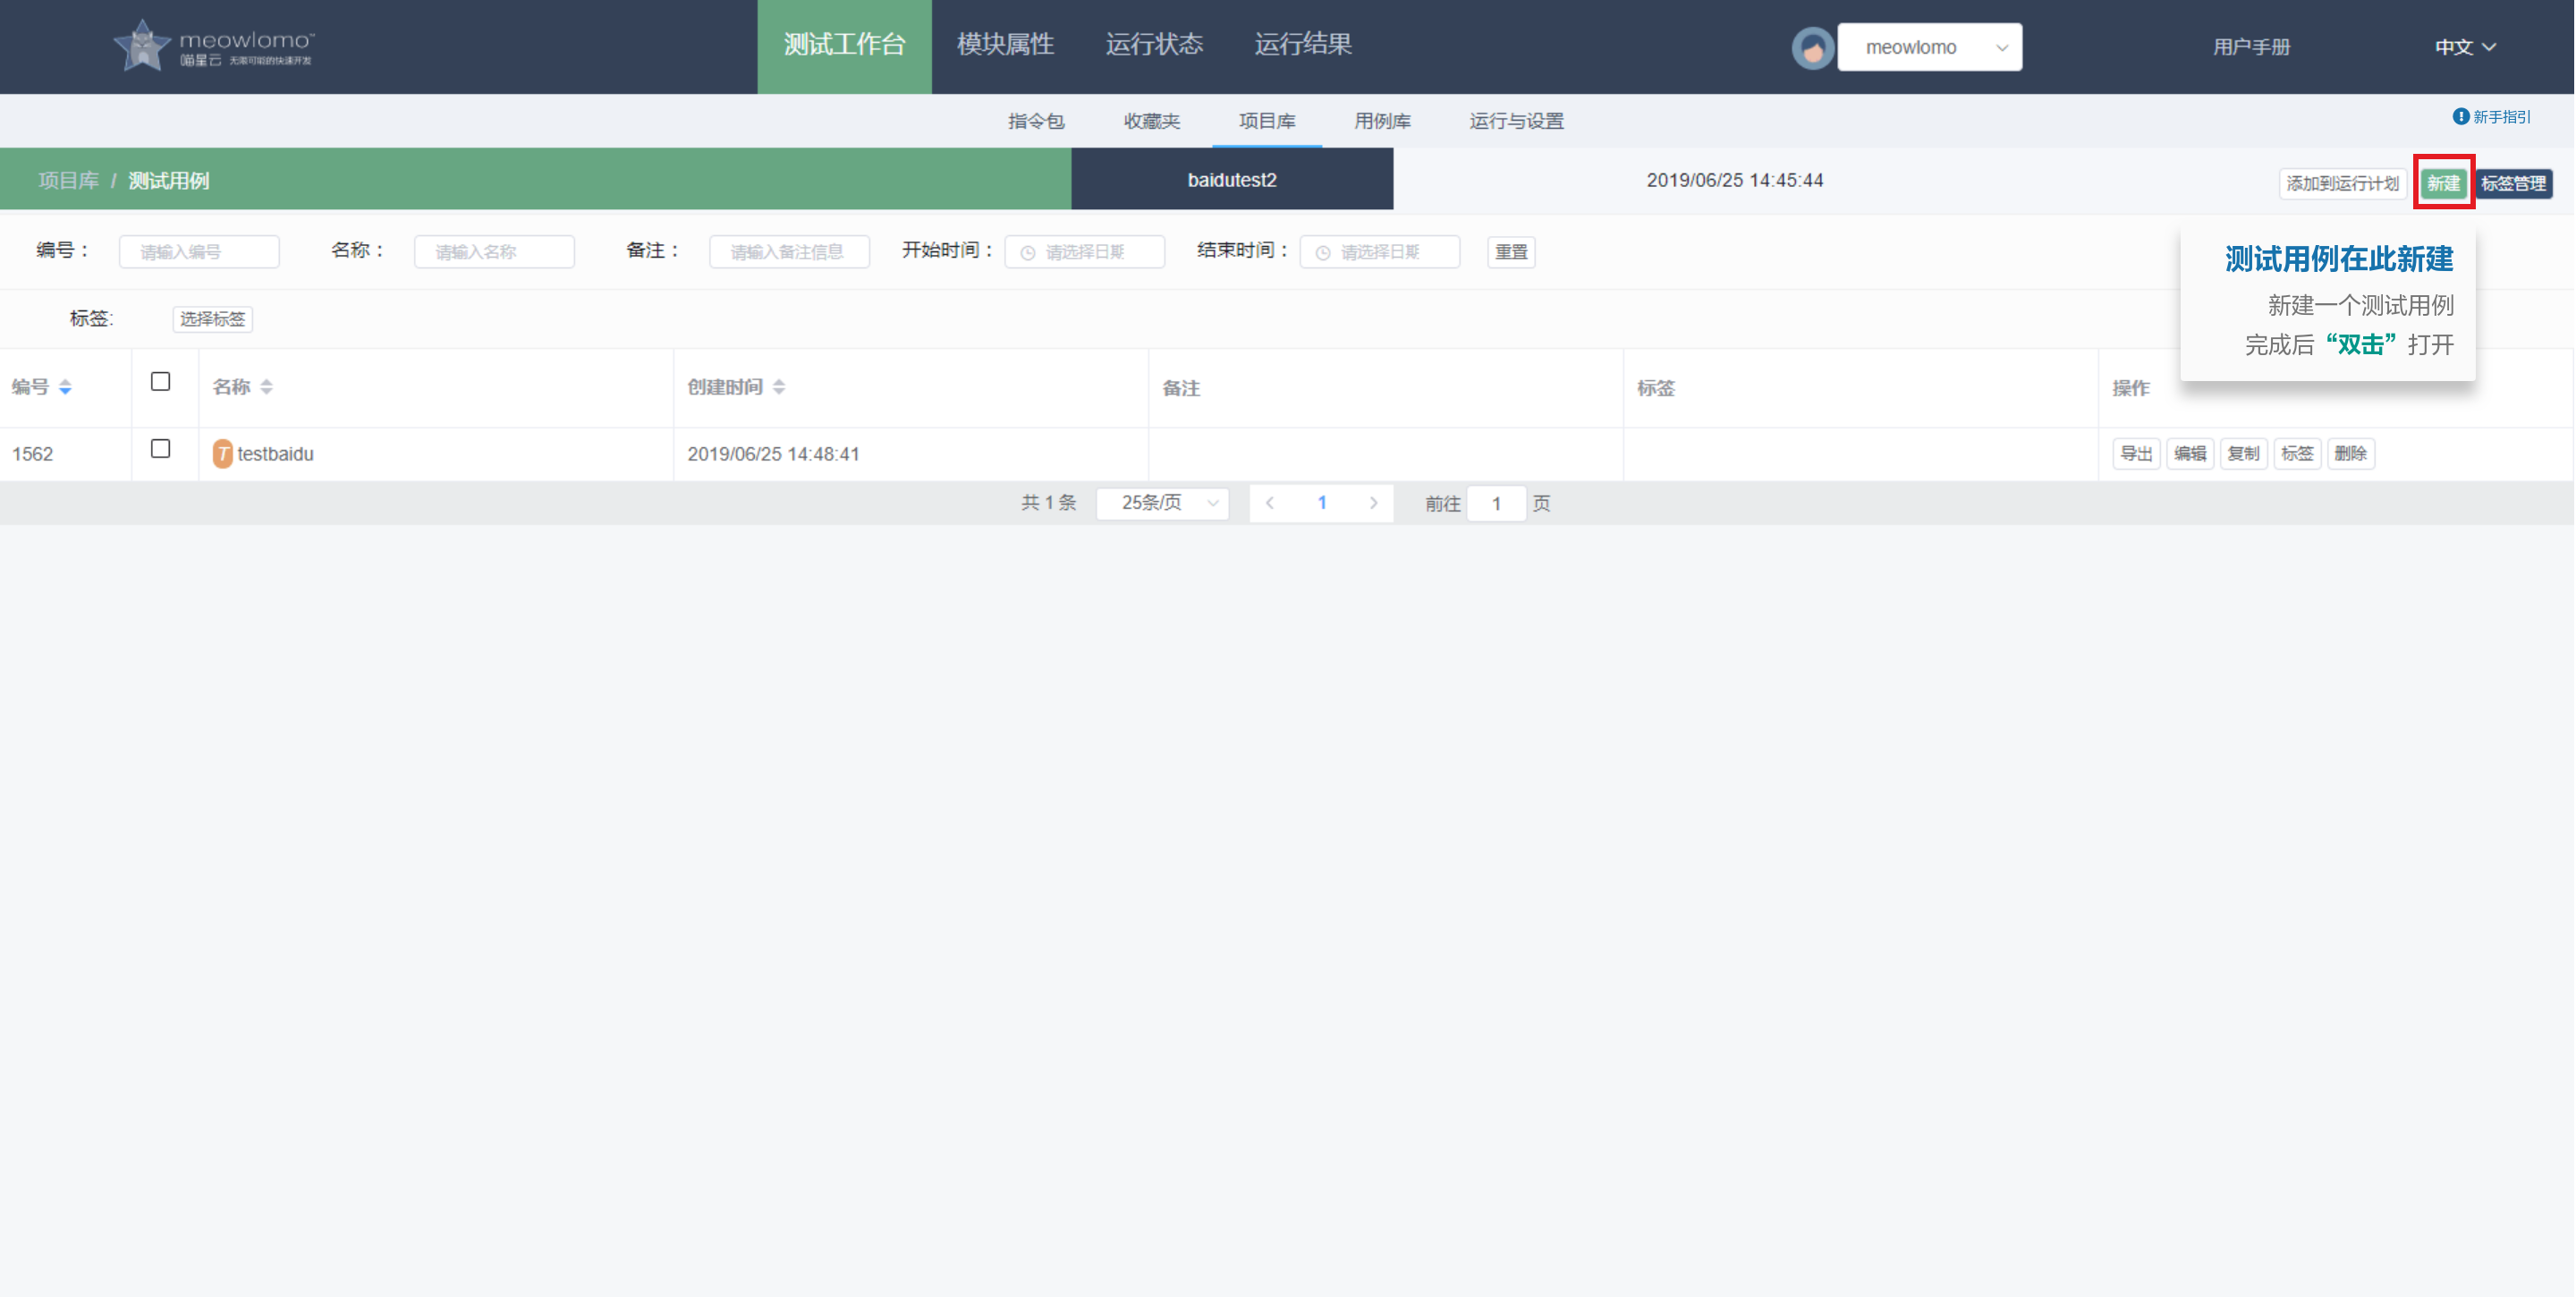 meowlomo™
喵星云 无限可能的快速开发
测试工作台 模块属性 运行状态 运行结果
meowlomo
用户手册
中文
指令包 收藏夹 项目库 用例库 运行与设置
新手指引
项目库 / 测试用例
baidutest2
2019/06/25 14:45:44
添加到运行计划 新建 标签管理
编号： 请输入编号 名称： 请输入名称 备注： 请输入备注信息 开始时间： 请选择日期 结束时间： 请选择日期 重置
标签: 选择标签
测试用例在此新建
新建一个测试用例
完成后“双击”打开
编号 名称 创建时间 备注 标签 操作
1562 T testbaidu 2019/06/25 14:48:41 导出 编辑 复制 标签 删除
共 1 条 25条/页 1 前往 1 页